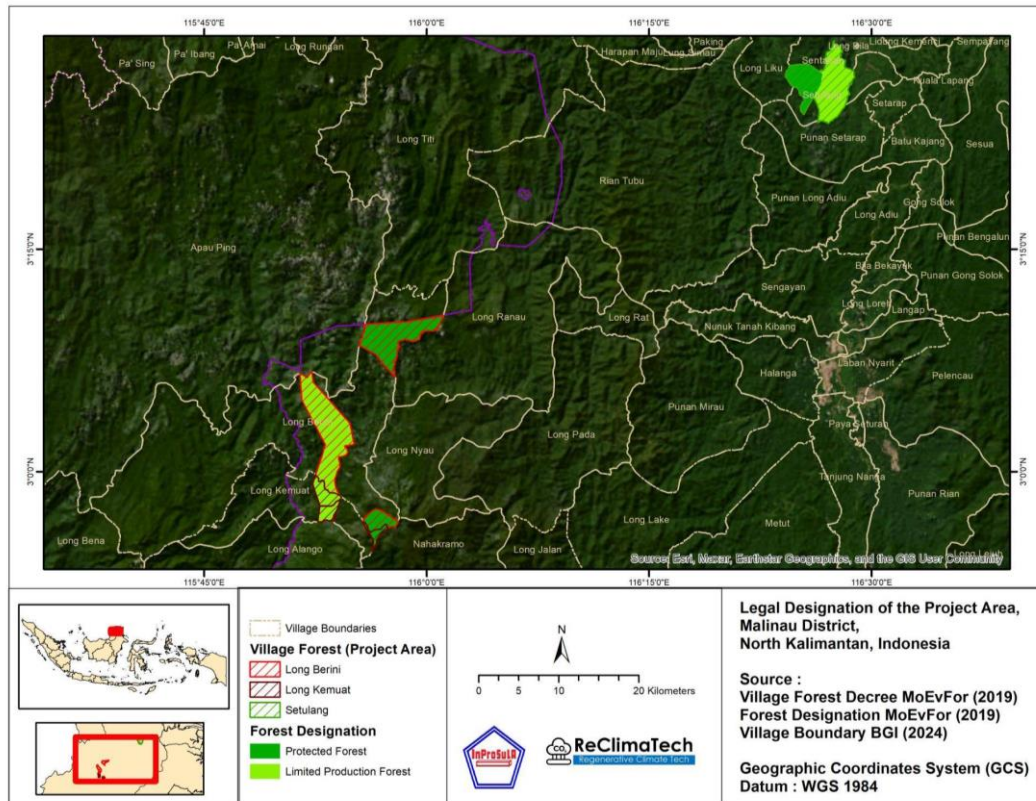 115°45'0"E 116°0'0"E 116°15'0"E 116°30'0"E
Pa' Sing
Pa' Ibang
Long Rungan
Harapan Maju
Paking
Lidung Kemenci
Sempayang
Long Liku
Kuala Lapang
Setarap
Long Titi
Punan Setarap
Batu Kajang
Sesua
Rian Tubu
Punan Long Adiu
Gong Solok
Long Adiu
Apau Ping
Punan Bengalun
3°15'0"N 3°15'0"N
Bila Bekayuk
Punan Gong Solok
Sengayan
Long Loreh
Langap
Long Ranau
Long Rat
Nunuk Tanah Kibang
Laban Nyarit
Halanga
Pelencau
Punan Mirau
Long Nyau
Long Pada
Paya Seturan
3°0'0"N 3°0'0"N
Long Kemuat
Tanjung Nanga
Punan Rian
Long Bena
Long Alango
Nahakramo
Long Jalan
Long Lake
Metut
Source: Esri, Maxar, Earthstar Geographics, and the GIS User Community
115°45'0"E 116°0'0"E 116°15'0"E 116°30'0"E
Village Boundaries
Village Forest (Project Area)
Long Berini
Long Kemuat
Setulang
Forest Designation
Protected Forest
Limited Production Forest
N
0 5 10 20 Kilometers
InProSuLA
CO₂
ReClimaTech
Regenerative Climate Tech
Legal Designation of the Project Area,
Malinau District,
North Kalimantan, Indonesia
Source :
Village Forest Decree MoEvFor (2019)
Forest Designation MoEvFor (2019)
Village Boundary BGI (2024)
Geographic Coordinates System (GCS)
Datum : WGS 1984